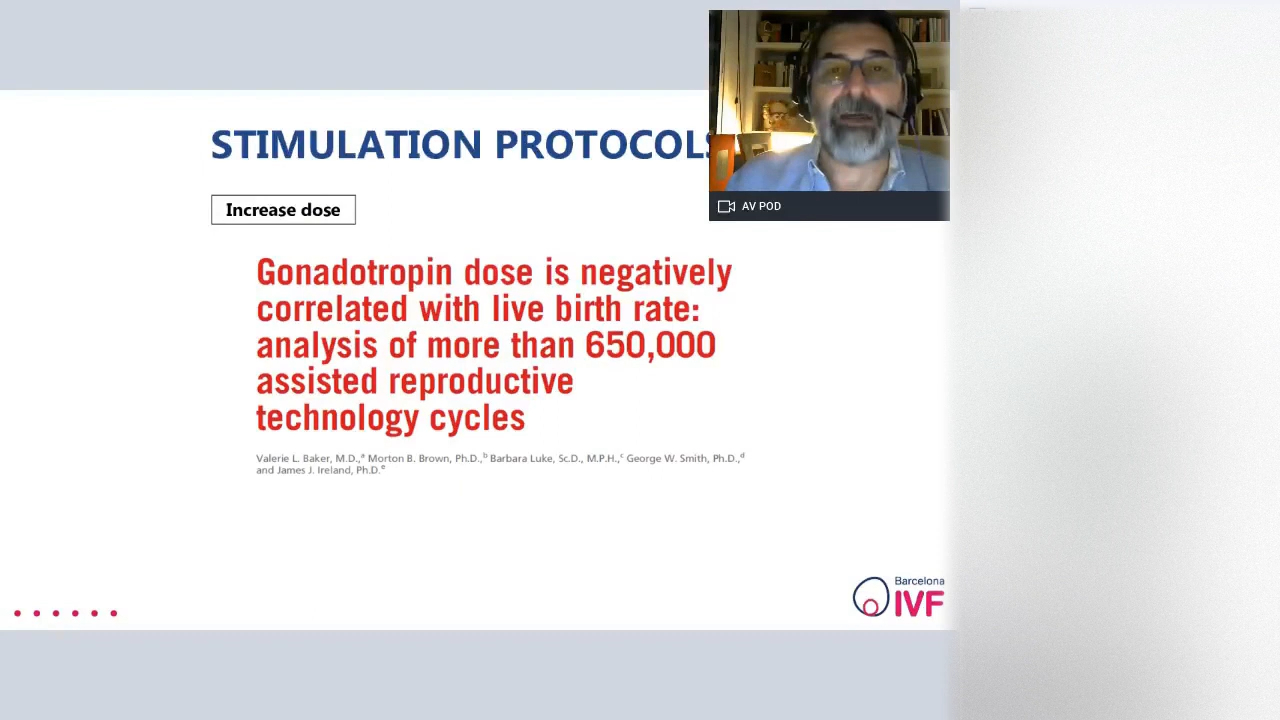 STIMULATION PROTOCOLS
Increase dose
Gonadotropin dose is negatively
correlated with live birth rate:
analysis of more than 650,000
assisted reproductive
technology cycles
Valerie L. Baker, M.D.,ᵃ Morton B. Brown, Ph.D.,ᵇ Barbara Luke, Sc.D., M.P.H.,ᶜ George W. Smith, Ph.D.,ᵈ
and James J. Ireland, Ph.D.ᵉ
AV POD
Barcelona
IVF